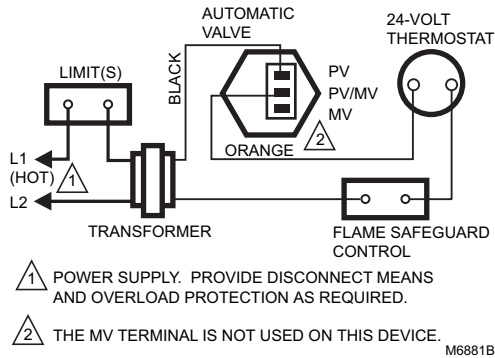 AUTOMATIC
VALVE
24-VOLT
THERMOSTAT
LIMIT(S)
BLACK
PV
PV/MV
MV
2
ORANGE
L1
(HOT)
1
L2
TRANSFORMER
FLAME SAFEGUARD
CONTROL
1 POWER SUPPLY. PROVIDE DISCONNECT MEANS
AND OVERLOAD PROTECTION AS REQUIRED.
2 THE MV TERMINAL IS NOT USED ON THIS DEVICE.
M6881B